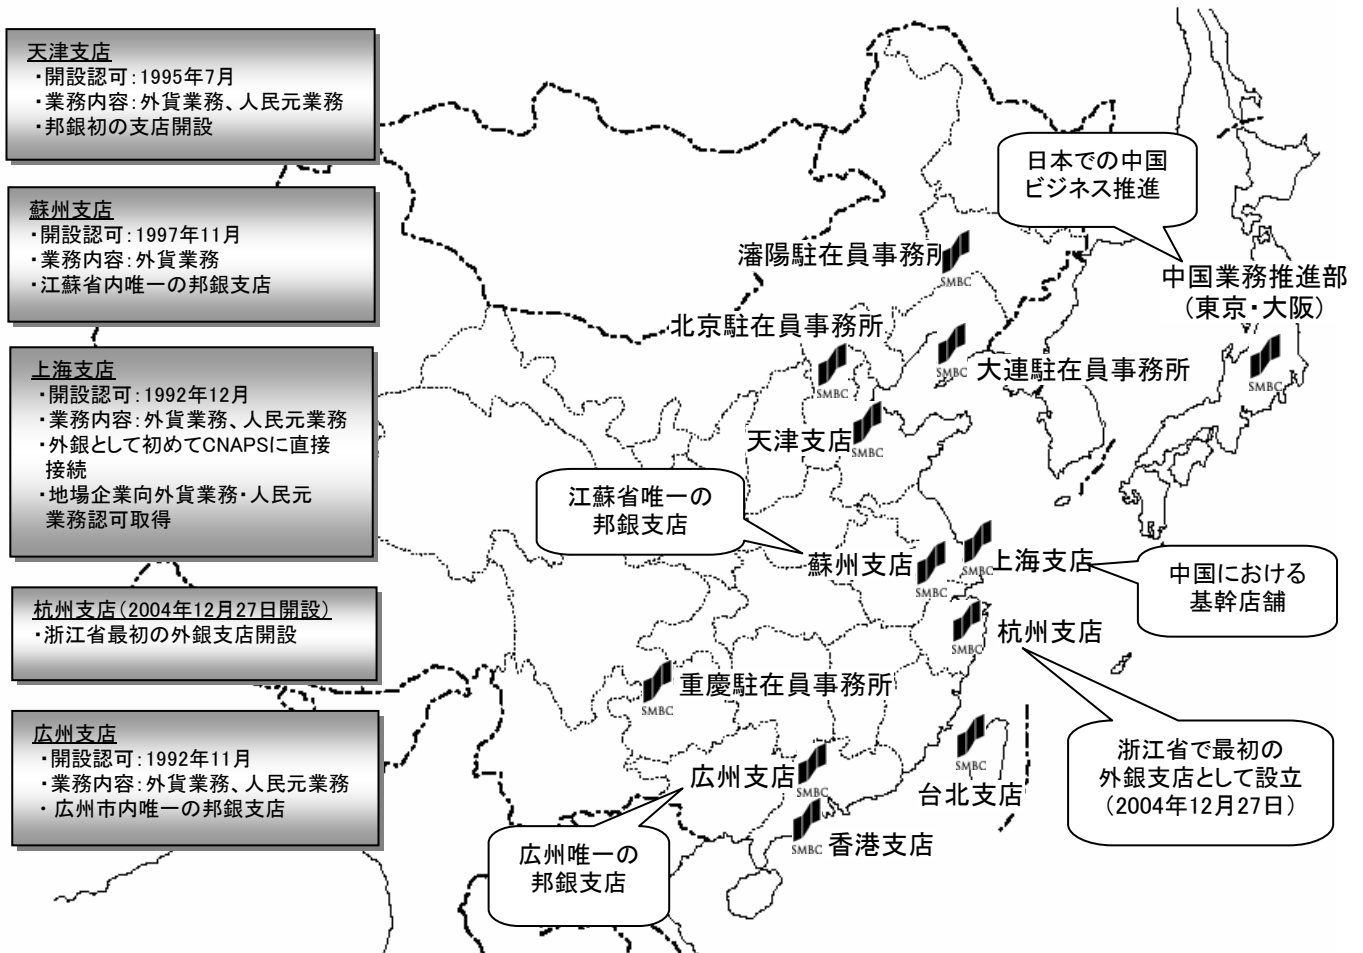 天津支店
・開設認可：1995年7月
・業務内容：外貨業務、人民元業務
・邦銀初の支店開設
蘇州支店
・開設認可：1997年11月
・業務内容：外貨業務
・江蘇省内唯一の邦銀支店
上海支店
・開設認可：1992年12月
・業務内容：外貨業務、人民元業務
・外銀として初めてCNAPSに直接
接続
・地場企業向外貨業務・人民元
業務認可取得
杭州支店（2004年12月27日開設）
・浙江省最初の外銀支店開設
広州支店
・開設認可：1992年11月
・業務内容：外貨業務、人民元業務
・ 広州市内唯一の邦銀支店
日本での中国
ビジネス推進
瀋陽駐在員事務所
SMBC
中国業務推進部
（東京・大阪）
SMBC
北京駐在員事務所
SMBC
大連駐在員事務所
SMBC
天津支店
SMBC
江蘇省唯一の
邦銀支店
蘇州支店
SMBC
上海支店
SMBC
中国における
基幹店舗
杭州支店
SMBC
重慶駐在員事務所
SMBC
浙江省で最初の
外銀支店として設立
（2004年12月27日）
広州支店
SMBC
台北支店
SMBC
香港支店
SMBC
広州唯一の
邦銀支店